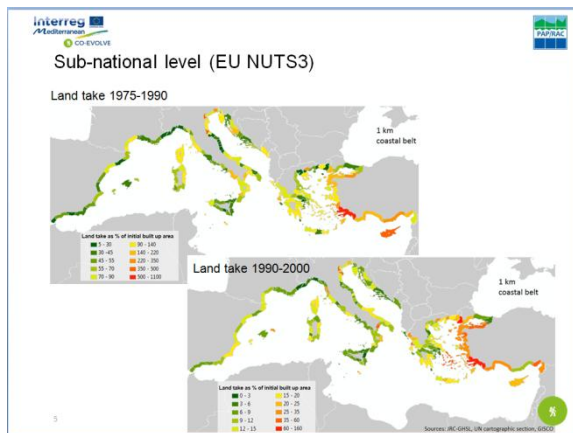 Interreg
Mediterranean
CO-EVOLVE
PAP/RAC
Sub-national level (EU NUTS3)
Land take 1975-1990
1 km
coastal belt
Land take as % of initial built up area
5 - 30
90 - 140
30 -45
140 - 220
45 - 55
220 - 350
55 - 70
350 - 500
70 - 90
500 - 1100
Land take 1990-2000
1 km
coastal belt
Land take as % of initial built up area
0 - 3
15 - 20
3 - 6
20 - 25
6 - 9
25 - 35
9 - 12
35 - 60
12 - 15
60 - 160
5
Sources: JRC-GHSL, UN cartographic section, GISCO